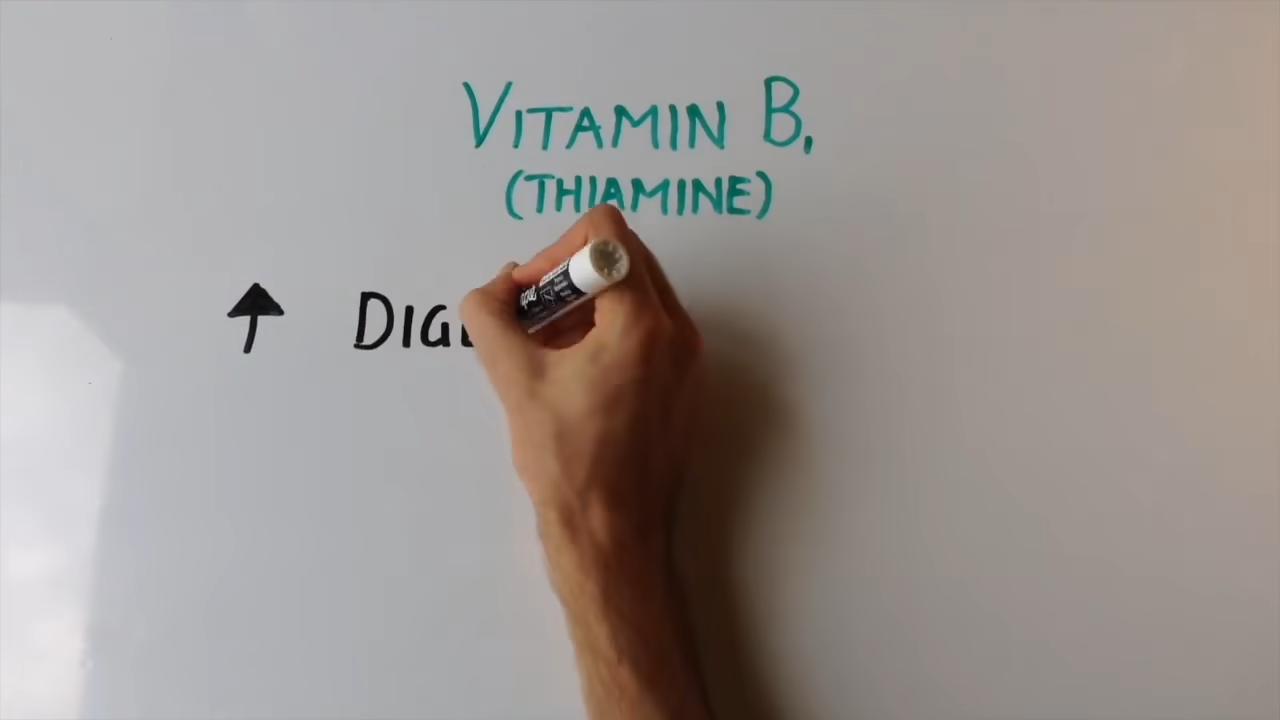 VITAMIN B₁
(THIAMINE)
↑ DIG